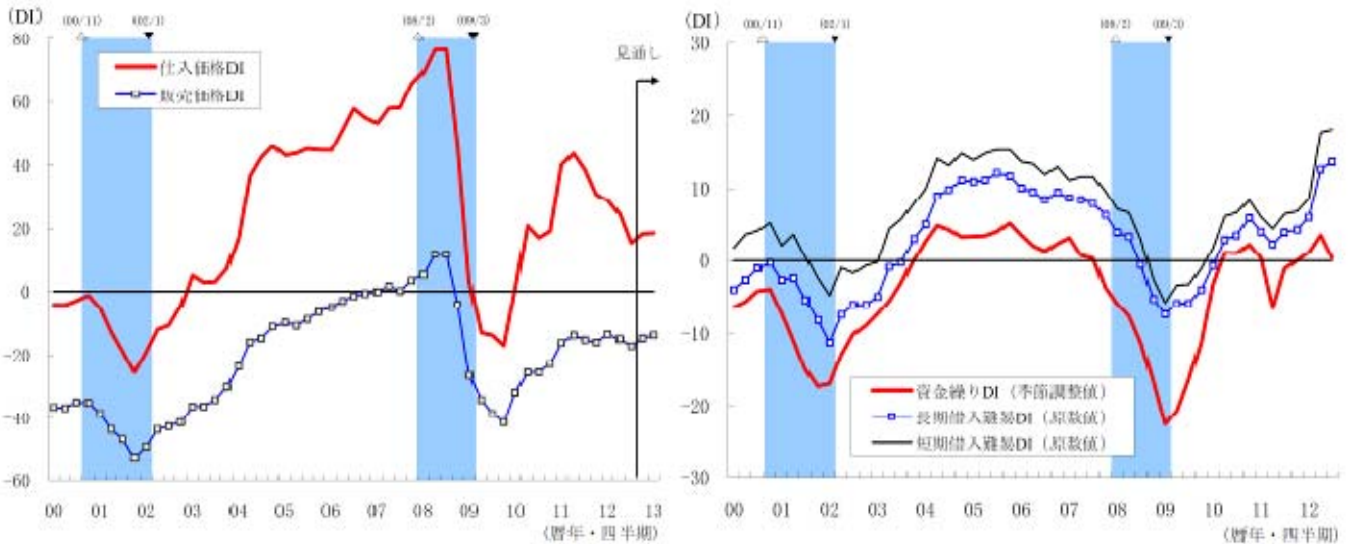 (DI)
(00/11)
(02/1)
(08/2)
(09/3)
80
60
40
20
0
−20
−40
−60
仕入価格DI
販売価格DI
見通し
00 01 02 03 04 05 06 07 08 09 10 11 12 13
(暦年・四半期)
(DI)
(00/11)
(02/1)
(08/2)
(09/3)
30
20
10
0
−10
−20
−30
資金繰りDI（季節調整値）
長期借入難易DI（原数値）
短期借入難易DI（原数値）
00 01 02 03 04 05 06 07 08 09 10 11 12
(暦年・四半期)